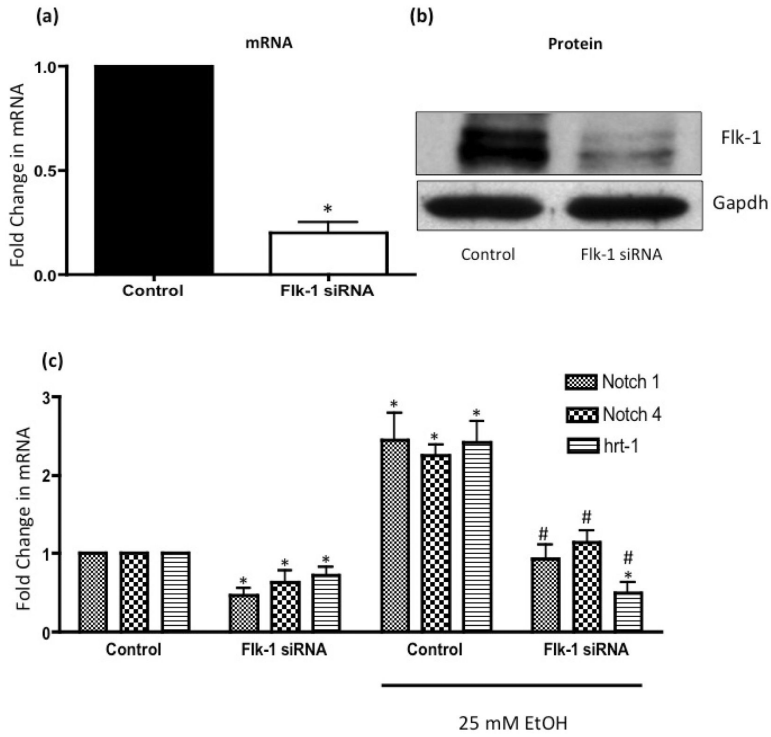 (a)
mRNA
Fold Change in mRNA
1.0
0.5
0.0
*
Control Flk-1 siRNA
(b)
Protein
Flk-1
Gapdh
Control Flk-1 siRNA
(c)
Notch 1
Notch 4
hrt-1
Fold Change in mRNA
3
2
1
0
* * *
* * *
# # #
*
Control Flk-1 siRNA Control Flk-1 siRNA
25 mM EtOH